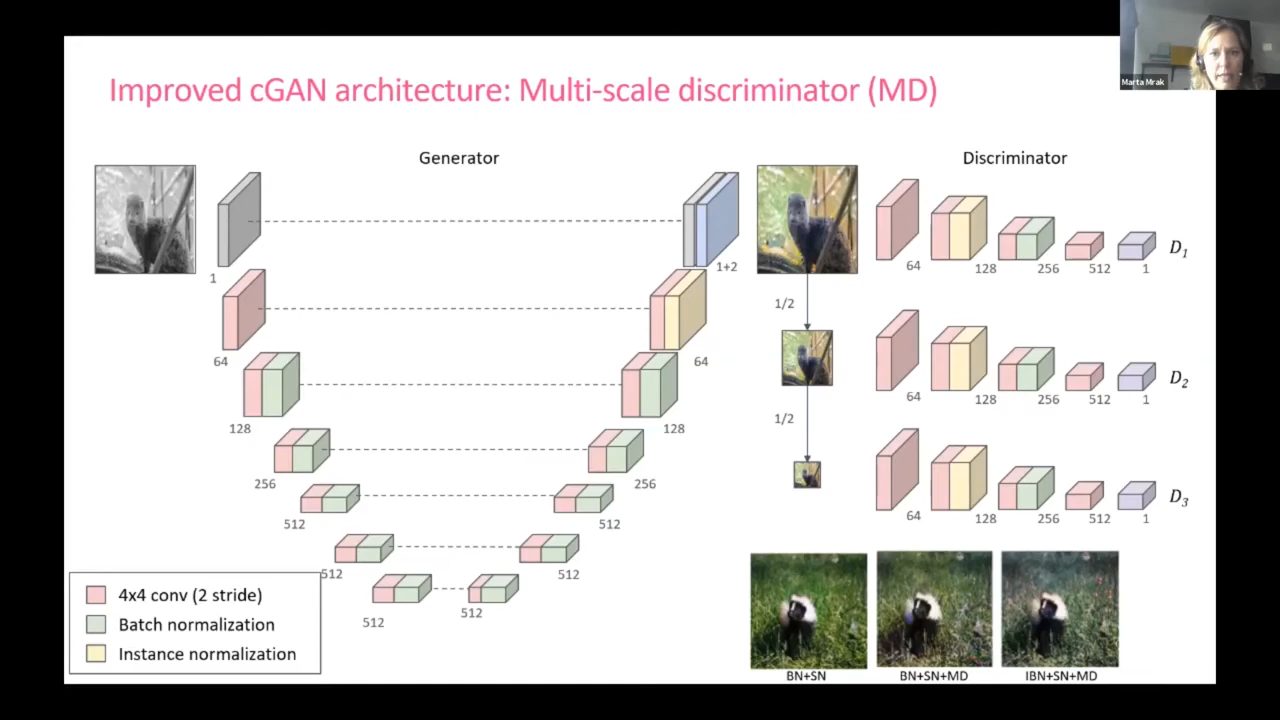 Marta Mrak
Improved cGAN architecture: Multi-scale discriminator (MD)
Generator
Discriminator
1
1+2
64
64
128
128
256
256
512
512
512
512
512
512
1/2
1/2
64
128
256
512
1
D1
64
128
256
512
1
D2
64
128
256
512
1
D3
4x4 conv (2 stride)
Batch normalization
Instance normalization
BN+SN
BN+SN+MD
IBN+SN+MD